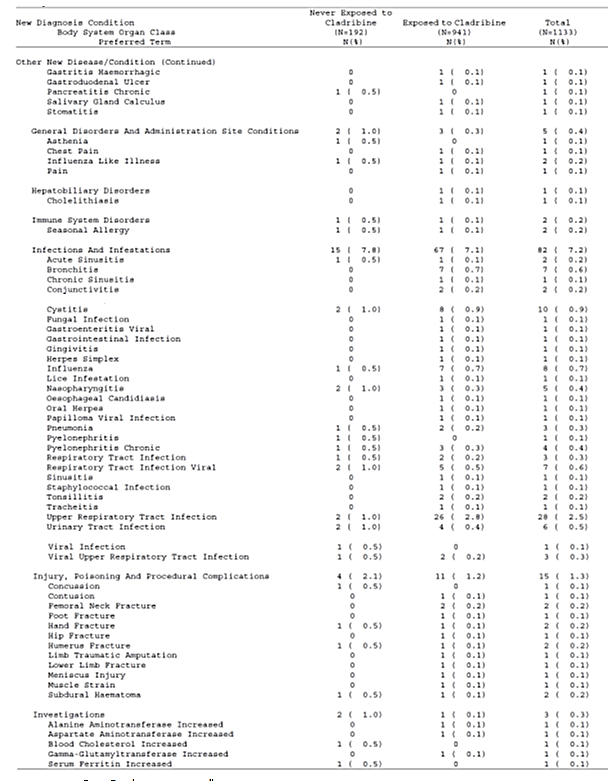 Never Exposed to
New Diagnosis Condition Cladribine Exposed to Cladribine Total
Body System Organ Class (N=192) (N=941) (N=1133)
Preferred Term N(%) N(%) N(%)
Other New Disease/Condition (Continued)
Gastritis Haemorrhagic 0 1 ( 0.1) 1 ( 0.1)
Gastroduodenal Ulcer 0 1 ( 0.1) 1 ( 0.1)
Pancreatitis Chronic 1 ( 0.5) 0 1 ( 0.1)
Salivary Gland Calculus 0 1 ( 0.1) 1 ( 0.1)
Stomatitis 0 1 ( 0.1) 1 ( 0.1)
General Disorders And Administration Site Conditions 2 ( 1.0) 3 ( 0.3) 5 ( 0.4)
Asthenia 1 ( 0.5) 0 1 ( 0.1)
Chest Pain 0 1 ( 0.1) 1 ( 0.1)
Influenza Like Illness 1 ( 0.5) 1 ( 0.1) 2 ( 0.2)
Pain 0 1 ( 0.1) 1 ( 0.1)
Hepatobiliary Disorders 0 1 ( 0.1) 1 ( 0.1)
Cholelithiasis 0 1 ( 0.1) 1 ( 0.1)
Immune System Disorders 1 ( 0.5) 1 ( 0.1) 2 ( 0.2)
Seasonal Allergy 1 ( 0.5) 1 ( 0.1) 2 ( 0.2)
Infections And Infestations 15 ( 7.8) 67 ( 7.1) 82 ( 7.2)
Acute Sinusitis 1 ( 0.5) 1 ( 0.1) 2 ( 0.2)
Bronchitis 0 7 ( 0.7) 7 ( 0.6)
Chronic Sinusitis 0 1 ( 0.1) 1 ( 0.1)
Conjunctivitis 0 2 ( 0.2) 2 ( 0.2)
Cystitis 2 ( 1.0) 8 ( 0.9) 10 ( 0.9)
Fungal Infection 0 1 ( 0.1) 1 ( 0.1)
Gastroenteritis Viral 0 1 ( 0.1) 1 ( 0.1)
Gastrointestinal Infection 0 1 ( 0.1) 1 ( 0.1)
Gingivitis 0 1 ( 0.1) 1 ( 0.1)
Herpes Simplex 0 1 ( 0.1) 1 ( 0.1)
Influenza 1 ( 0.5) 7 ( 0.7) 8 ( 0.7)
Lice Infestation 0 1 ( 0.1) 1 ( 0.1)
Nasopharyngitis 2 ( 1.0) 3 ( 0.3) 5 ( 0.4)
Oesophageal Candidiasis 0 1 ( 0.1) 1 ( 0.1)
Oral Herpes 0 1 ( 0.1) 1 ( 0.1)
Papilloma Viral Infection 0 1 ( 0.1) 1 ( 0.1)
Pneumonia 1 ( 0.5) 2 ( 0.2) 3 ( 0.3)
Pyelonephritis 1 ( 0.5) 0 1 ( 0.1)
Pyelonephritis Chronic 1 ( 0.5) 3 ( 0.3) 4 ( 0.4)
Respiratory Tract Infection 1 ( 0.5) 2 ( 0.2) 3 ( 0.3)
Respiratory Tract Infection Viral 2 ( 1.0) 5 ( 0.5) 7 ( 0.6)
Sinusitis 0 1 ( 0.1) 1 ( 0.1)
Staphylococcal Infection 0 1 ( 0.1) 1 ( 0.1)
Tonsillitis 0 2 ( 0.2) 2 ( 0.2)
Tracheitis 0 1 ( 0.1) 1 ( 0.1)
Upper Respiratory Tract Infection 2 ( 1.0) 26 ( 2.8) 28 ( 2.5)
Urinary Tract Infection 2 ( 1.0) 4 ( 0.4) 6 ( 0.5)
Viral Infection 1 ( 0.5) 0 1 ( 0.1)
Viral Upper Respiratory Tract Infection 1 ( 0.5) 2 ( 0.2) 3 ( 0.3)
Injury, Poisoning And Procedural Complications 4 ( 2.1) 11 ( 1.2) 15 ( 1.3)
Concussion 1 ( 0.5) 0 1 ( 0.1)
Contusion 0 1 ( 0.1) 1 ( 0.1)
Femoral Neck Fracture 0 2 ( 0.2) 2 ( 0.2)
Foot Fracture 0 1 ( 0.1) 1 ( 0.1)
Hand Fracture 1 ( 0.5) 1 ( 0.1) 2 ( 0.2)
Hip Fracture 0 1 ( 0.1) 1 ( 0.1)
Humerus Fracture 1 ( 0.5) 1 ( 0.1) 2 ( 0.2)
Limb Traumatic Amputation 0 1 ( 0.1) 1 ( 0.1)
Lower Limb Fracture 0 1 ( 0.1) 1 ( 0.1)
Meniscus Injury 0 1 ( 0.1) 1 ( 0.1)
Muscle Strain 0 1 ( 0.1) 1 ( 0.1)
Subdural Haematoma 1 ( 0.5) 1 ( 0.1) 2 ( 0.2)
Investigations 2 ( 1.0) 1 ( 0.1) 3 ( 0.3)
Alanine Aminotransferase Increased 0 1 ( 0.1) 1 ( 0.1)
Aspartate Aminotransferase Increased 0 1 ( 0.1) 1 ( 0.1)
Blood Cholesterol Increased 1 ( 0.5) 0 1 ( 0.1)
Gamma-Glutamyltransferase Increased 0 1 ( 0.1) 1 ( 0.1)
Serum Ferritin Increased 1 ( 0.5) 0 1 ( 0.1)